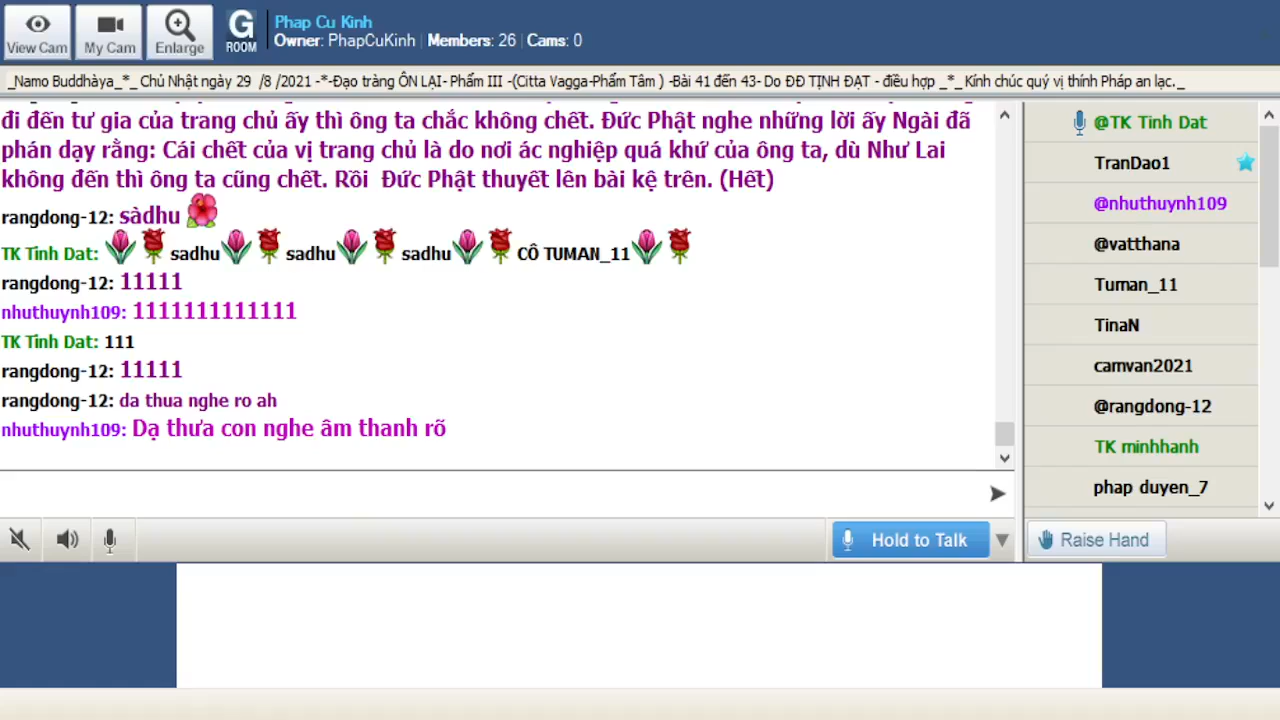 View Cam
My Cam
Enlarge
G
ROOM
Phap Cu Kinh
Owner: PhapCuKinh Members: 26 Cams: 0
_Namo Buddhàya_*_ Chủ Nhật ngày 29 /8 /2021 -*-Đạo tràng ÔN LẠI- Phẩm III -(Citta Vagga-Phẩm Tâm ) -Bài 41 đến 43- Do ĐĐ TỊNH ĐẠT - điều hợp _*_ Kính chúc quý vị thính Pháp an lạc._
đi đến tư gia của trang chủ ấy thì ông ta chắc không chết. Đức Phật nghe những lời ấy Ngài đã
phán dạy rằng: Cái chết của vị trang chủ là do nơi ác nghiệp quá khứ của ông ta, dù Như Lai
không đến thì ông ta cũng chết. Rồi Đức Phật thuyết lên bài kệ trên. (Hết)
rangdong-12: sàdhu
TK Tinh Dat: sadhu sadhu sadhu CÔ TUMAN_11
rangdong-12: 11111
nhuthuynh109: 1111111111111
TK Tinh Dat: 111
rangdong-12: 11111
rangdong-12: da thua nghe ro ah
nhuthuynh109: Dạ thưa con nghe âm thanh rõ
Hold to Talk
@TK Tinh Dat
TranDao1
@nhuthuynh109
@vatthana
Tuman_11
TinaN
camvan2021
@rangdong-12
TK minhhanh
phap duyen_7
Raise Hand